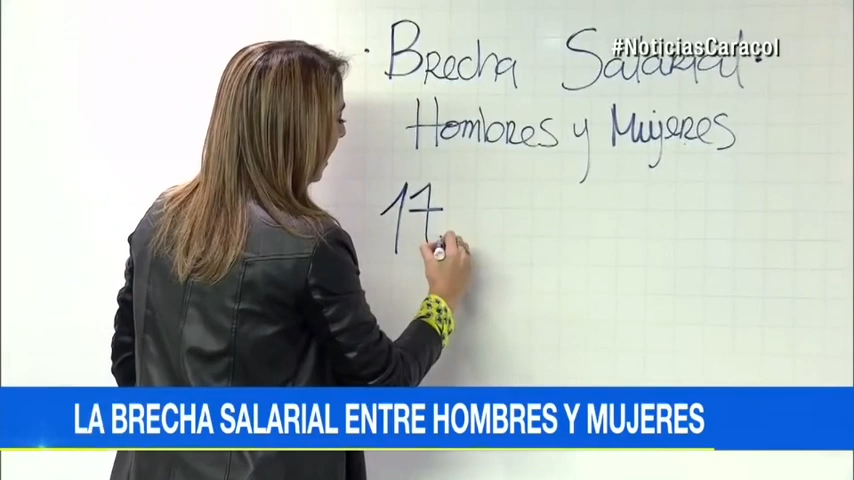 #NoticiasCaracol
Brecha Salarial
Hombres y Mujeres
17
LA BRECHA SALARIAL ENTRE HOMBRES Y MUJERES